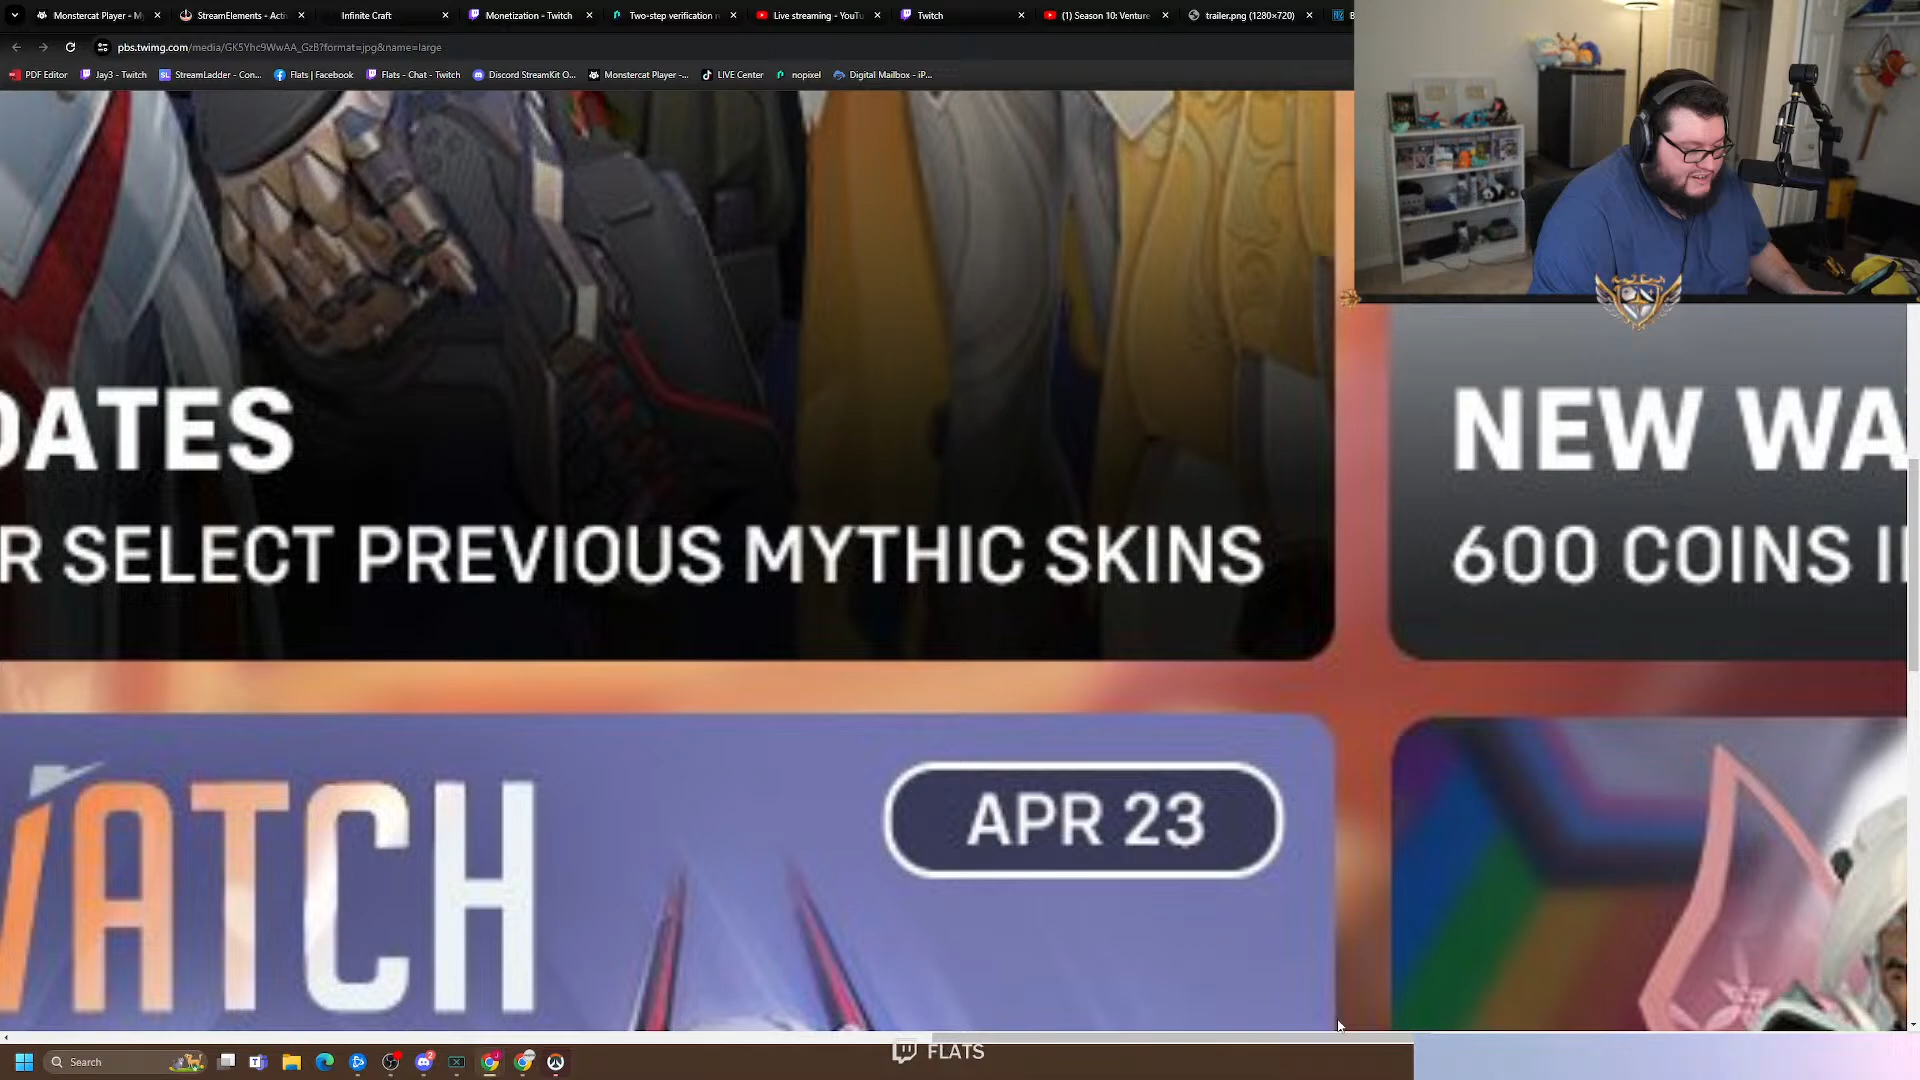 Monstercat Player - M
StreamElements - Acti
Infinite Craft
Monetization - Twitch
Two-step verification r
Live streaming - YouTu
Twitch
(1) Season 10: Venture
trailer.png (1280×720)
pbs.twimg.com/media/GK5Yhc9WwAA_GzB?format=jpg&name=large
PDF Editor
Jay3 - Twitch
StreamLadder - Con...
Flats | Facebook
Flats - Chat - Twitch
Discord StreamKit O...
Monstercat Player -...
LIVE Center
nopixel
Digital Mailbox - iP...
DATES
R SELECT PREVIOUS MYTHIC SKINS
NEW WA
600 COINS I
WATCH
APR 23
Search
FLATS